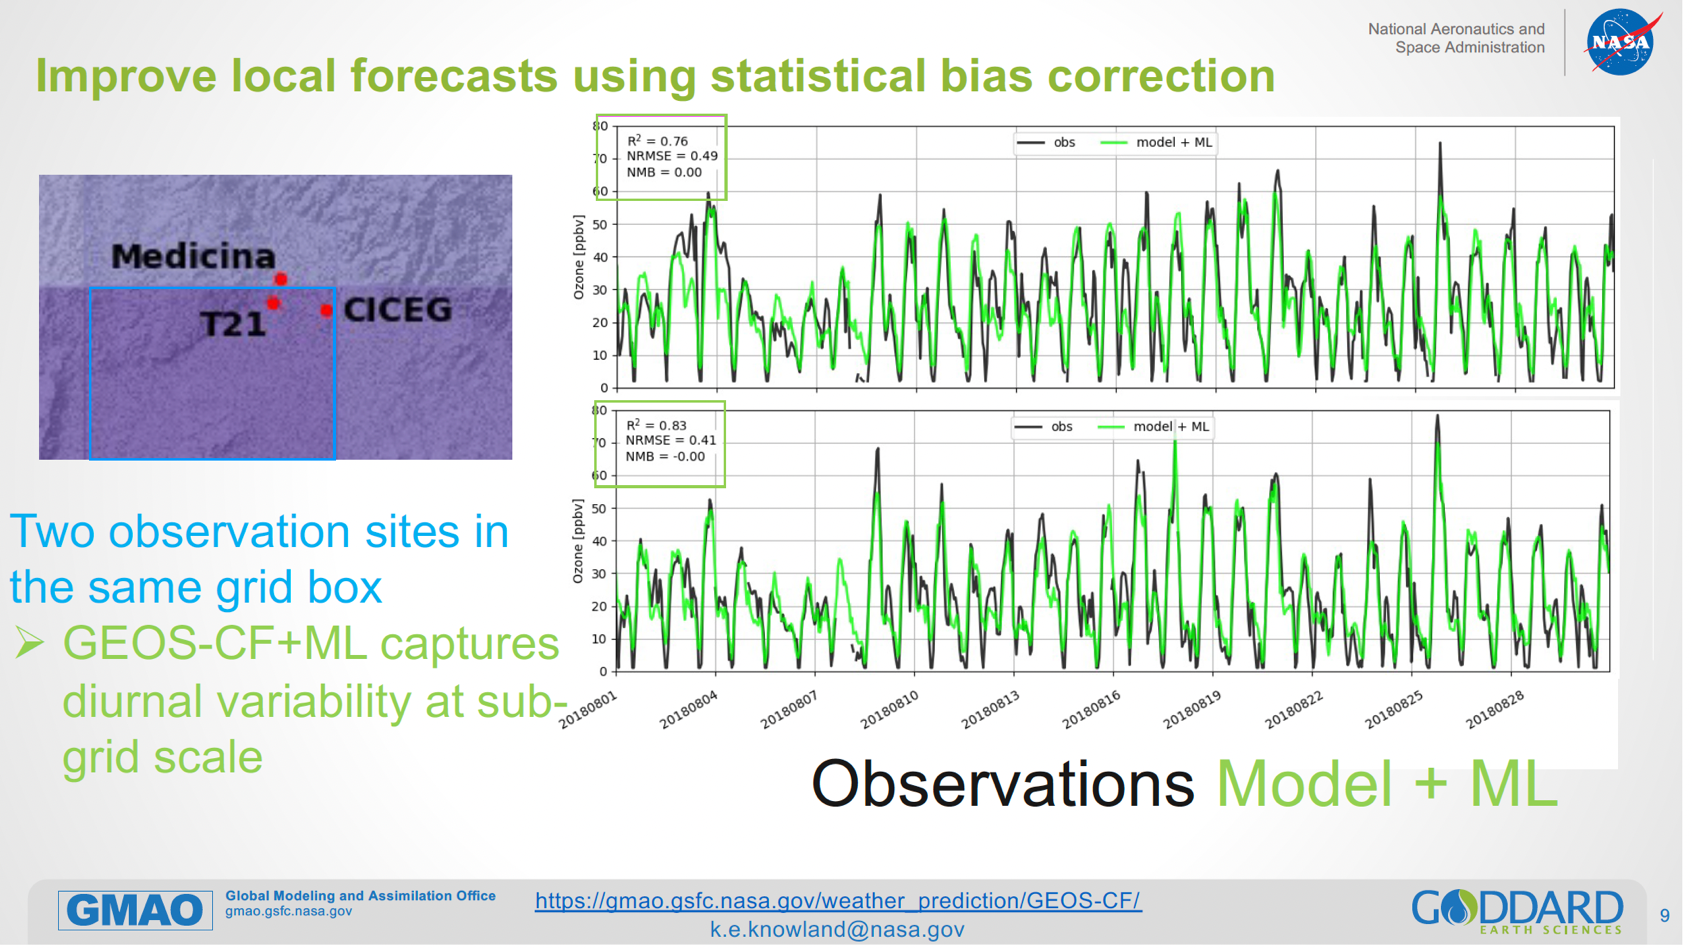 National Aeronautics and
Space Administration
NASA
Improve local forecasts using statistical bias correction
Medicina
T21
CICEG
Two observation sites in
the same grid box
➢ GEOS-CF+ML captures
diurnal variability at sub-
grid scale
80
70
60
50
40
30
20
10
0
Ozone [ppbv]
R² = 0.76
NRMSE = 0.49
NMB = 0.00
obs
model + ML
80
70
60
50
40
30
20
10
0
Ozone [ppbv]
R² = 0.83
NRMSE = 0.41
NMB = -0.00
obs
model + ML
20180801
20180804
20180807
20180810
20180813
20180816
20180819
20180822
20180825
20180828
Observations Model + ML
GMAO
Global Modeling and Assimilation Office
gmao.gsfc.nasa.gov
https://gmao.gsfc.nasa.gov/weather_prediction/GEOS-CF/
k.e.knowland@nasa.gov
GODDARD
EARTH SCIENCES
9